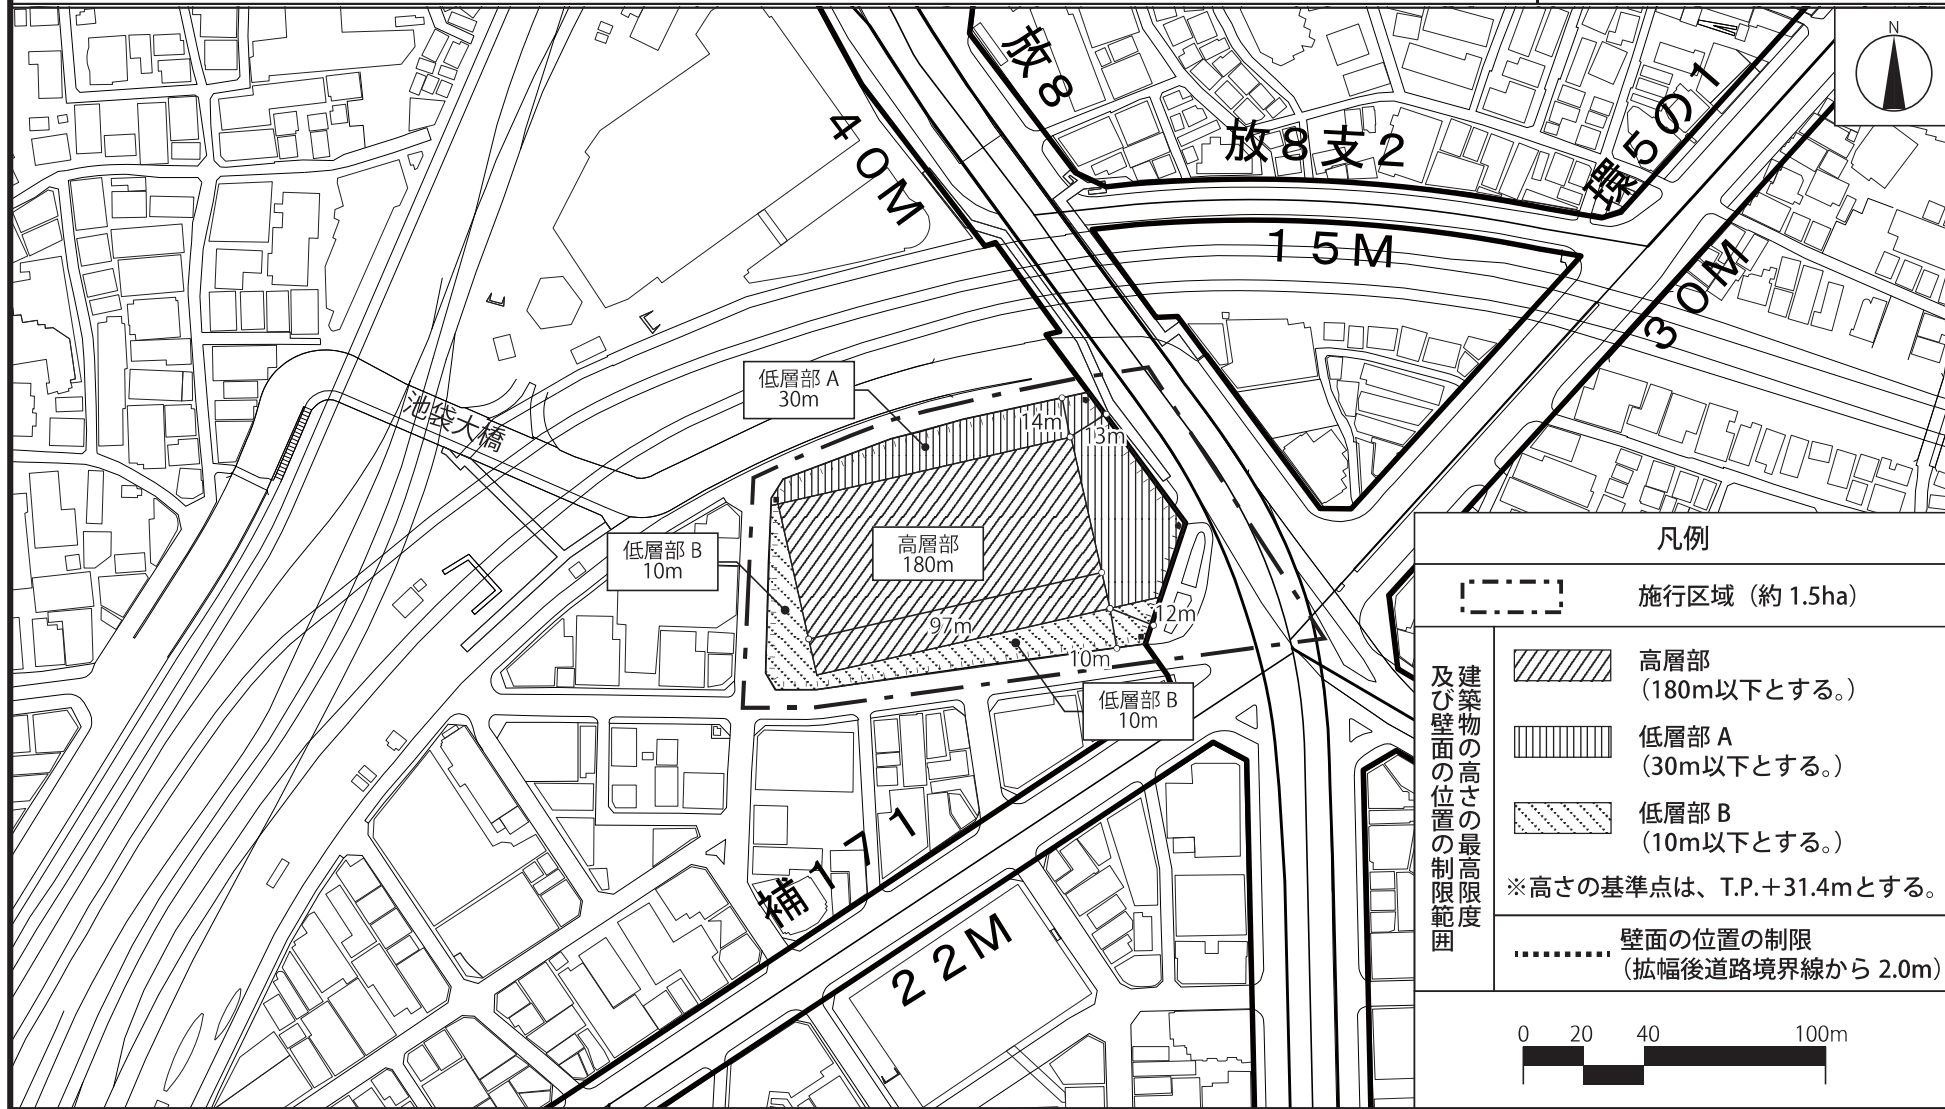 N
放8
40M
放8支2
15M
環5の1
30M
池袋大橋
低層部 A
30m
14m
13m
低層部 B
10m
高層部
180m
97m
12m
10m
低層部 B
10m
補171
22M
凡例
施行区域（約 1.5ha）
建築物の高さの最高限度
及び壁面の位置の制限範囲
高層部
（180m以下とする。）
低層部 A
（30m以下とする。）
低層部 B
（10m以下とする。）
※高さの基準点は、T.P.＋31.4mとする。
壁面の位置の制限
（拡幅後道路境界線から 2.0m）
0 20 40 100m